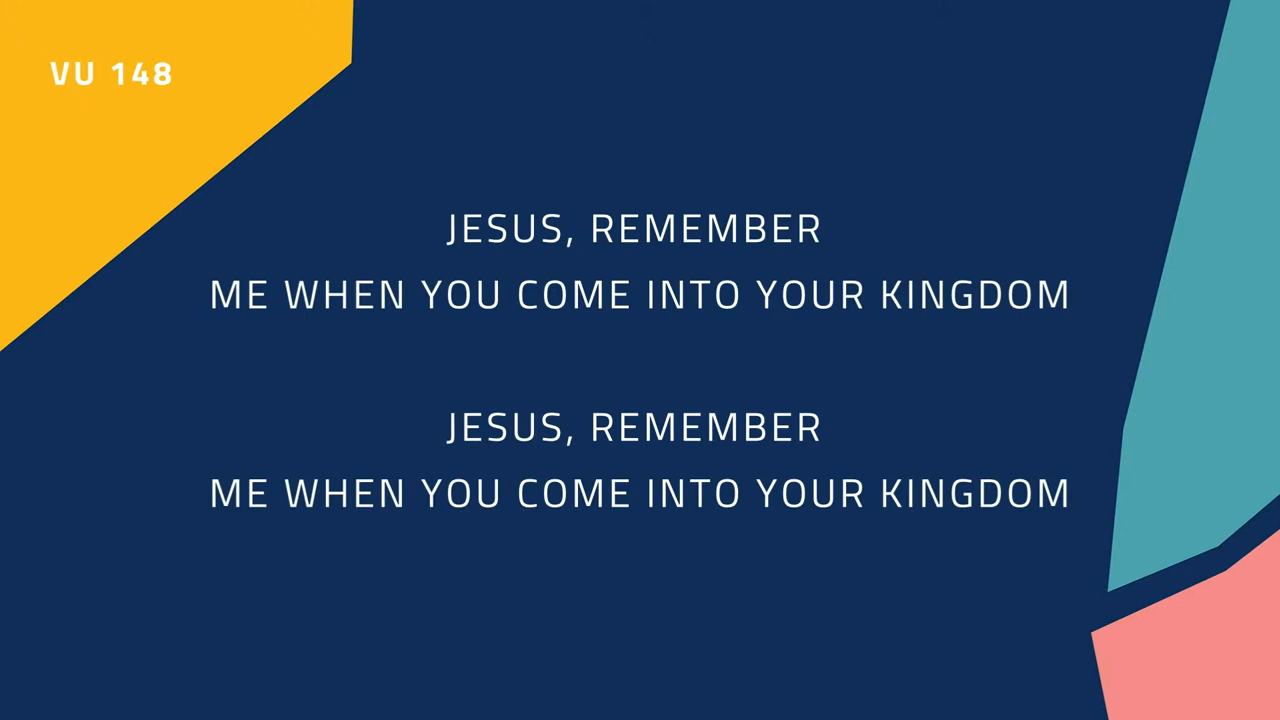 VU 148
JESUS, REMEMBER
ME WHEN YOU COME INTO YOUR KINGDOM
JESUS, REMEMBER
ME WHEN YOU COME INTO YOUR KINGDOM